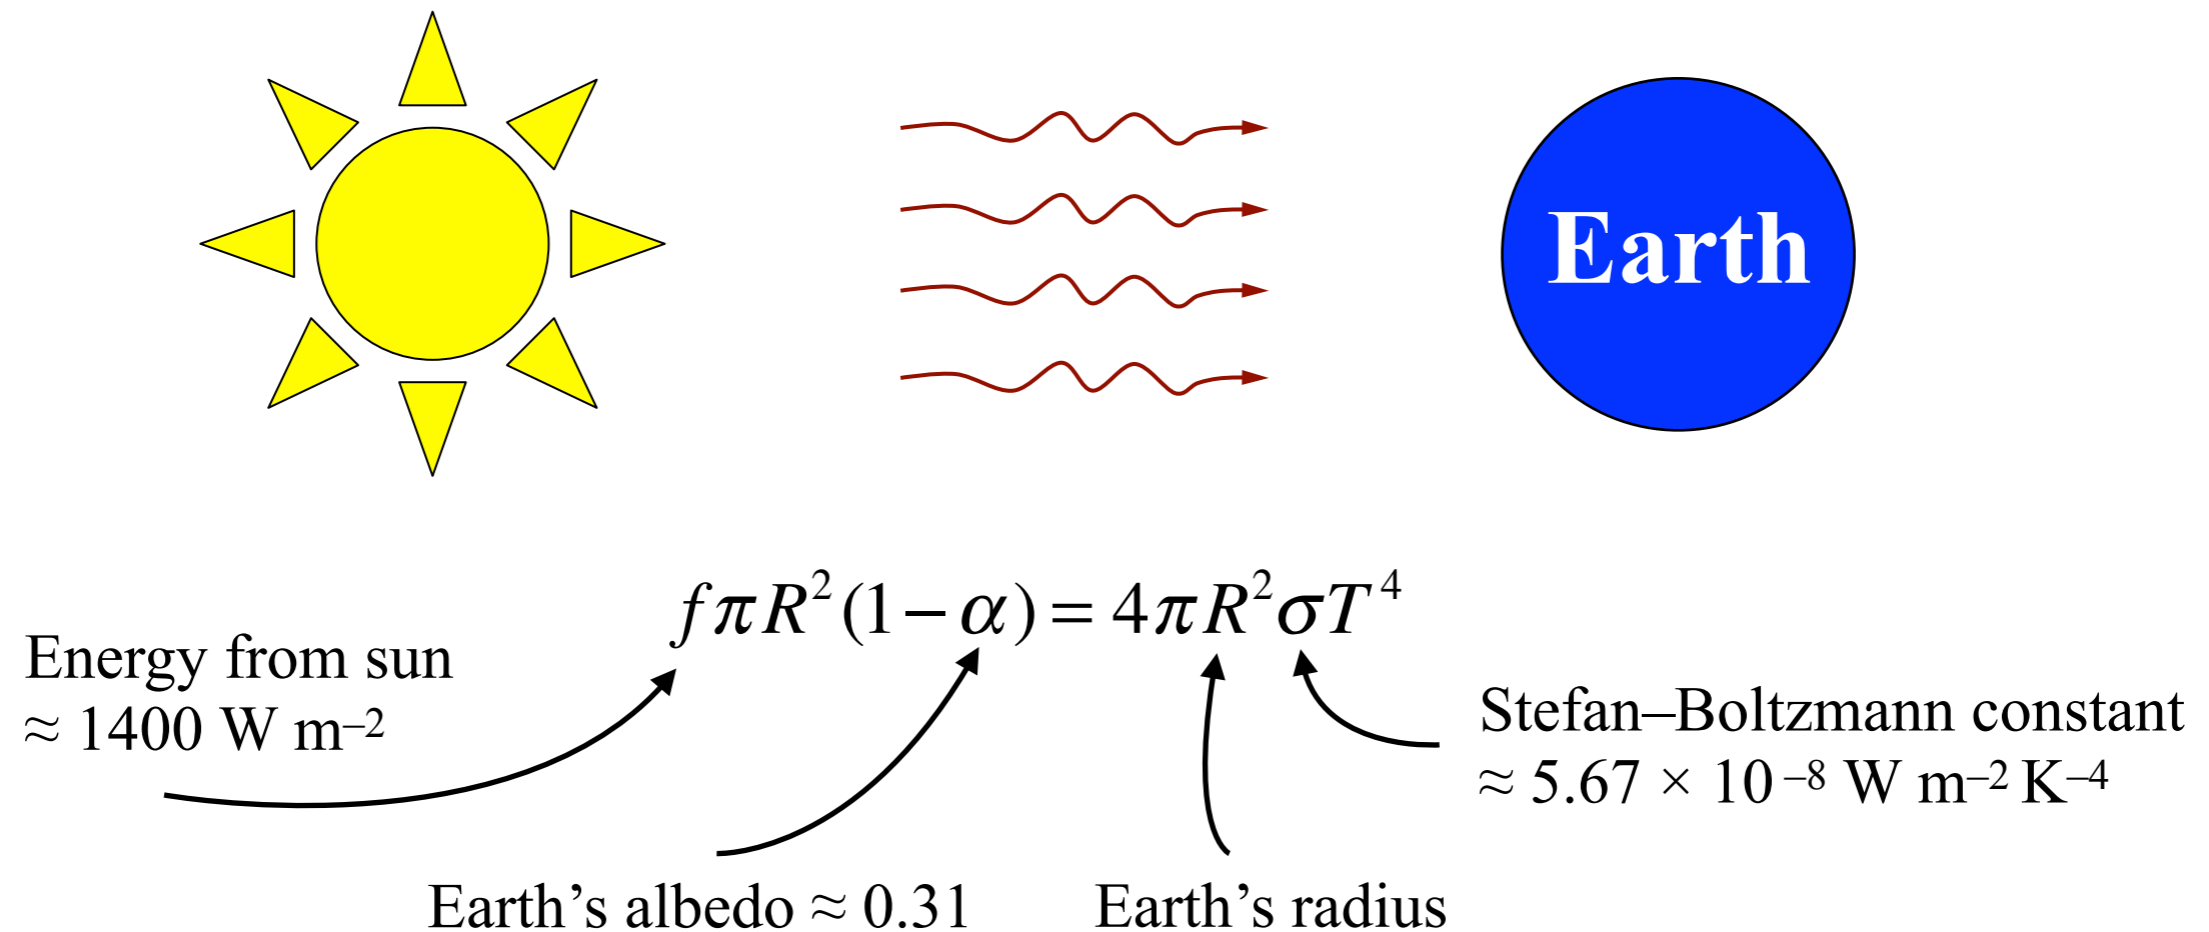 Earth
fπR²(1−α) = 4πR²σT⁴
Energy from sun
≈ 1400 W m⁻²
Stefan–Boltzmann constant
≈ 5.67 × 10⁻⁸ W m⁻² K⁻⁴
Earth’s albedo ≈ 0.31
Earth’s radius